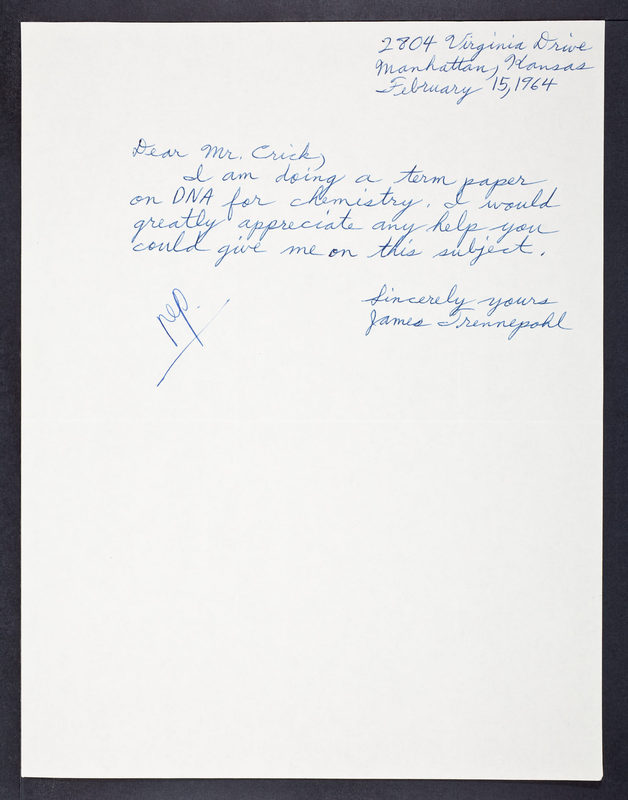 2804 Virginia Drive
Manhattan, Kansas
February 15, 1964
Dear Mr. Crick,
I am doing a term paper
on DNA for chemistry. I would
greatly appreciate any help you
could give me on this subject.
Sincerely yours
James Trennepohl
rep.